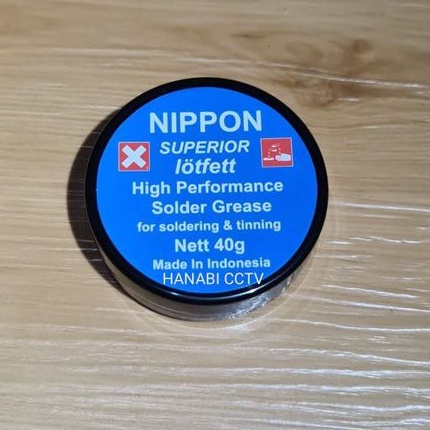 NIPPON
SUPERIOR
lötfett
High Performance
Solder Grease
for soldering & tinning
Nett 40g
Made In Indonesia
HANABI CCTV